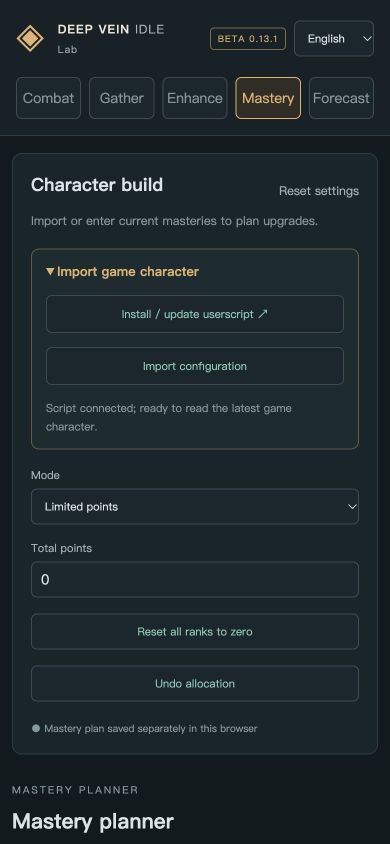 DEEP VEIN IDLE
Lab
BETA 0.13.1
English
Combat
Gather
Enhance
Mastery
Forecast
Character build
Reset settings
Import or enter current masteries to plan upgrades.
▼Import game character
Install / update userscript ↗
Import configuration
Script connected; ready to read the latest game
character.
Mode
Limited points
Total points
0
Reset all ranks to zero
Undo allocation
Mastery plan saved separately in this browser
MASTERY PLANNER
Mastery planner